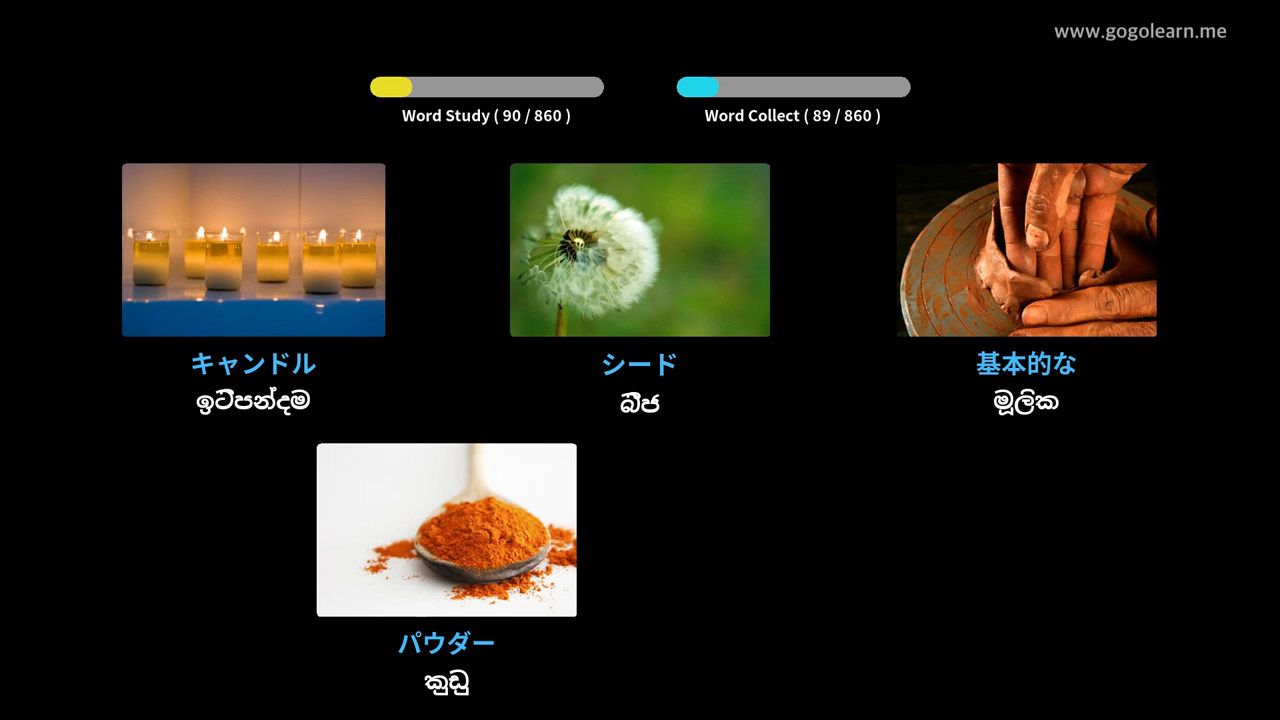 www.gogolearn.me
Word Study ( 90 / 860 )
Word Collect ( 89 / 860 )
キャンドル
ඉටිපන්දම
シード
බීජ
基本的な
මූලික
パウダー
කුඩු